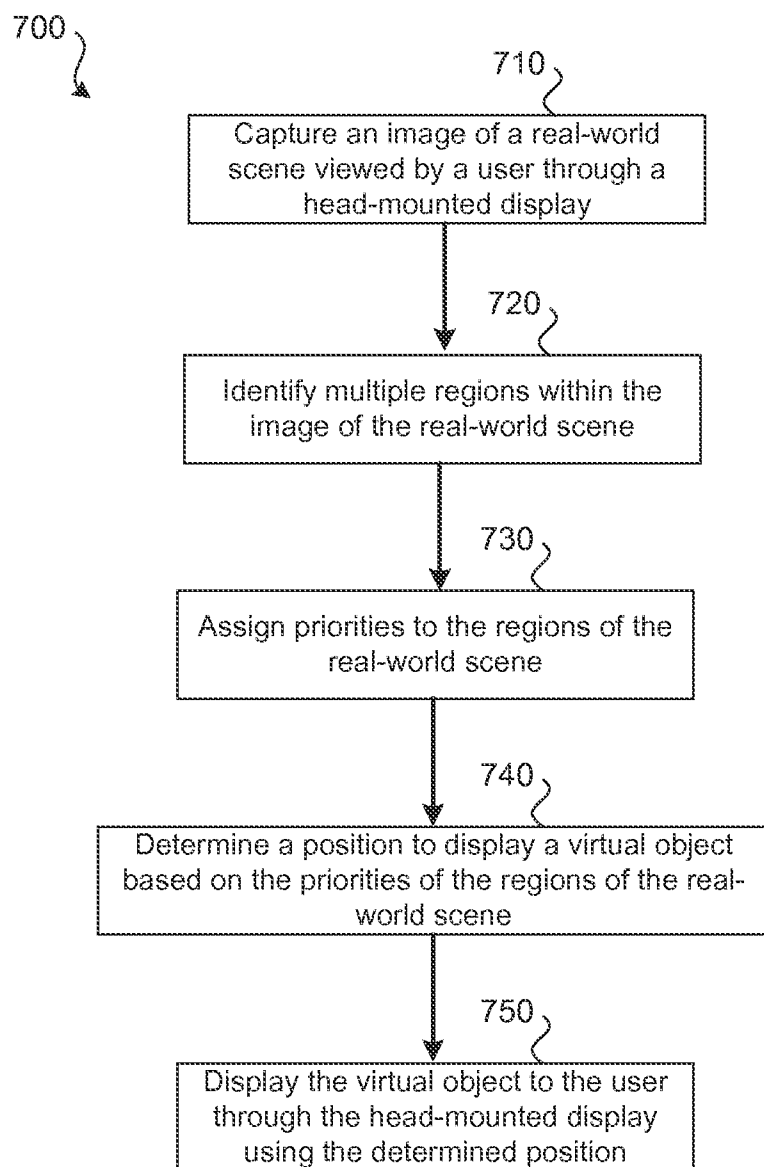 700
710
Capture an image of a real-world
scene viewed by a user through a
head-mounted display
720
Identify multiple regions within the
image of the real-world scene
730
Assign priorities to the regions of the
real-world scene
740
Determine a position to display a virtual object
based on the priorities of the regions of the real-
world scene
750
Display the virtual object to the user
through the head-mounted display
using the determined position